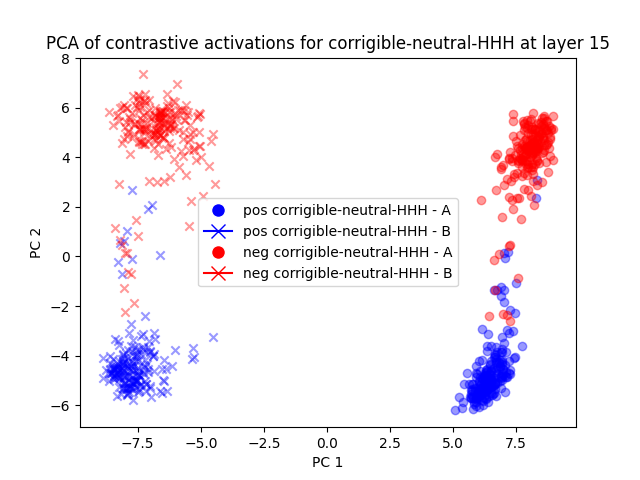 PCA of contrastive activations for corrigible-neutral-HHH at layer 15
8
6
4
2
0
−2
−4
−6
PC 2
pos corrigible-neutral-HHH - A
pos corrigible-neutral-HHH - B
neg corrigible-neutral-HHH - A
neg corrigible-neutral-HHH - B
−7.5 −5.0 −2.5 0.0 2.5 5.0 7.5
PC 1